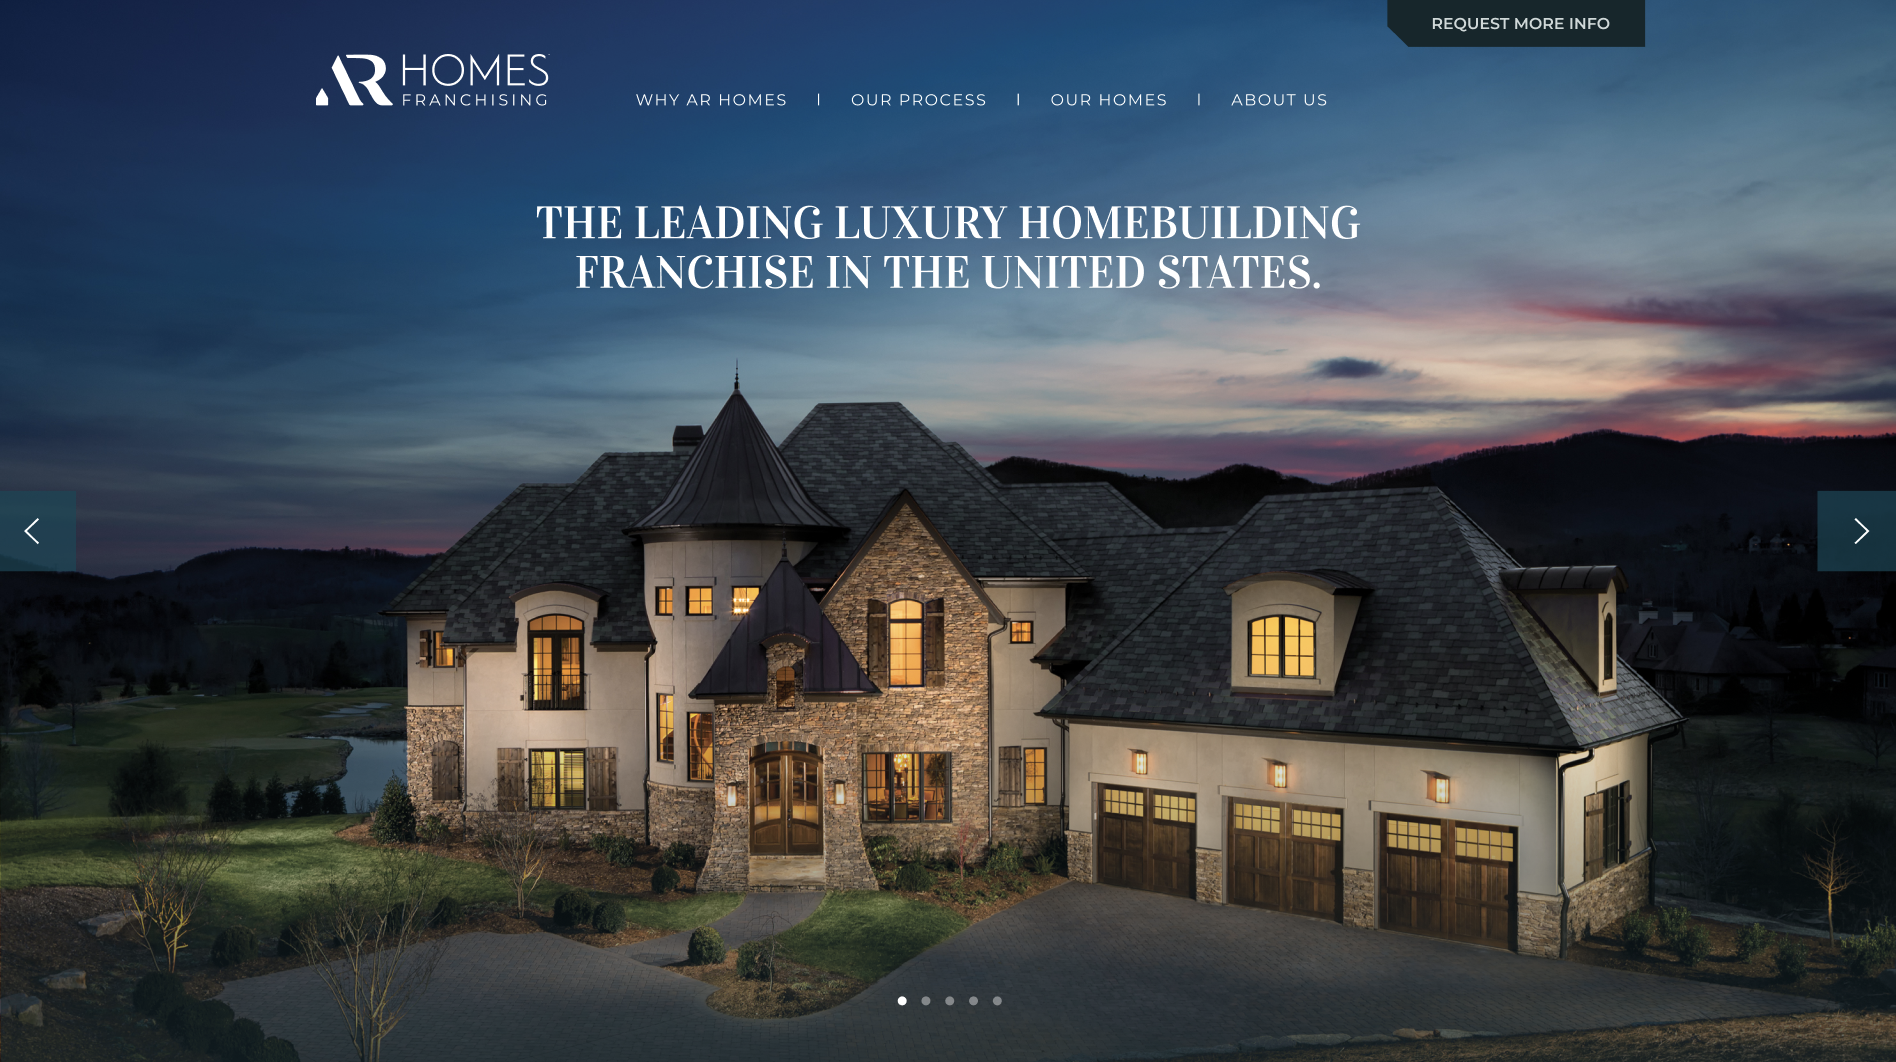 REQUEST MORE INFO
AR HOMES
FRANCHISING
WHY AR HOMES | OUR PROCESS | OUR HOMES | ABOUT US
THE LEADING LUXURY HOMEBUILDING
FRANCHISE IN THE UNITED STATES.